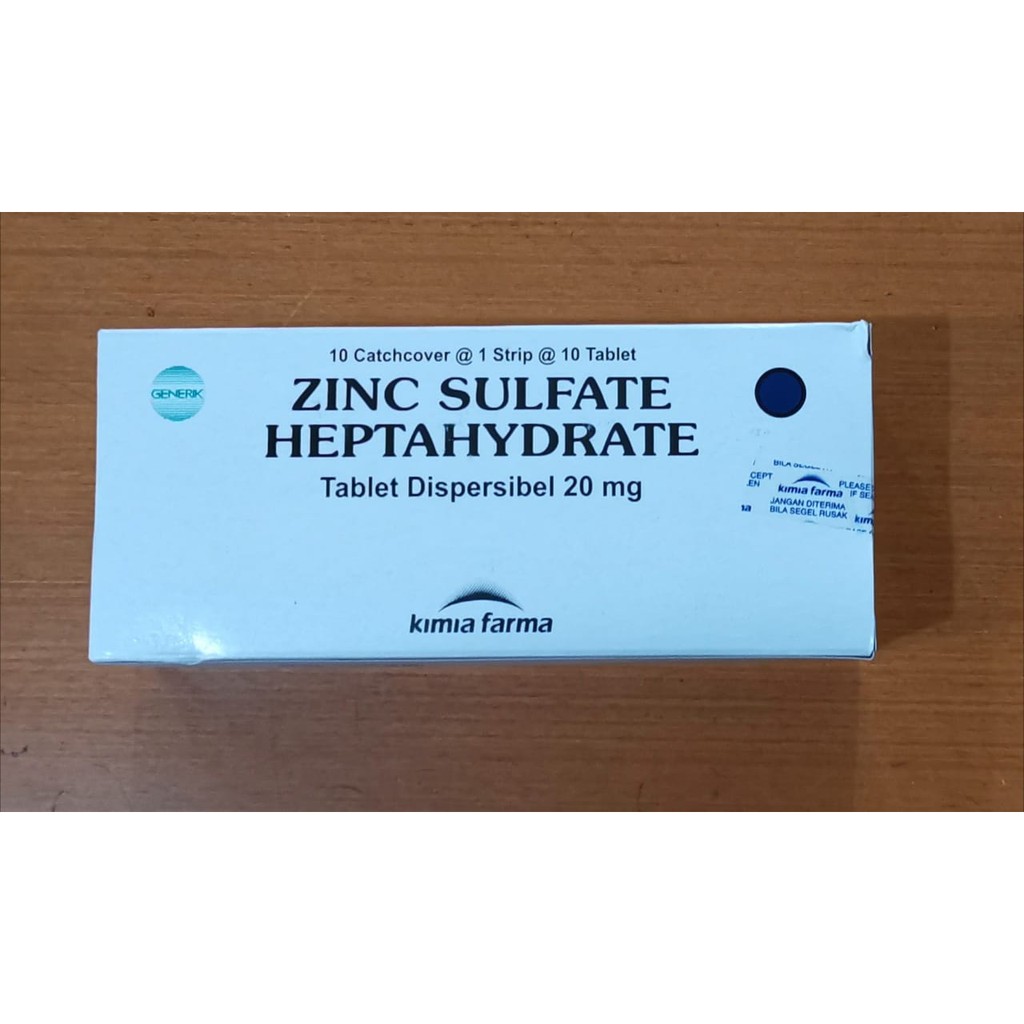 10 Catchcover @ 1 Strip @ 10 Tablet
GENERIK
ZINC SULFATE
HEPTAHYDRATE
Tablet Dispersibel 20 mg
CEPT
PLEASE
kimia farma
IF
JANGAN DITERIMA
BILA SEGEL RUSAK
kimia farma